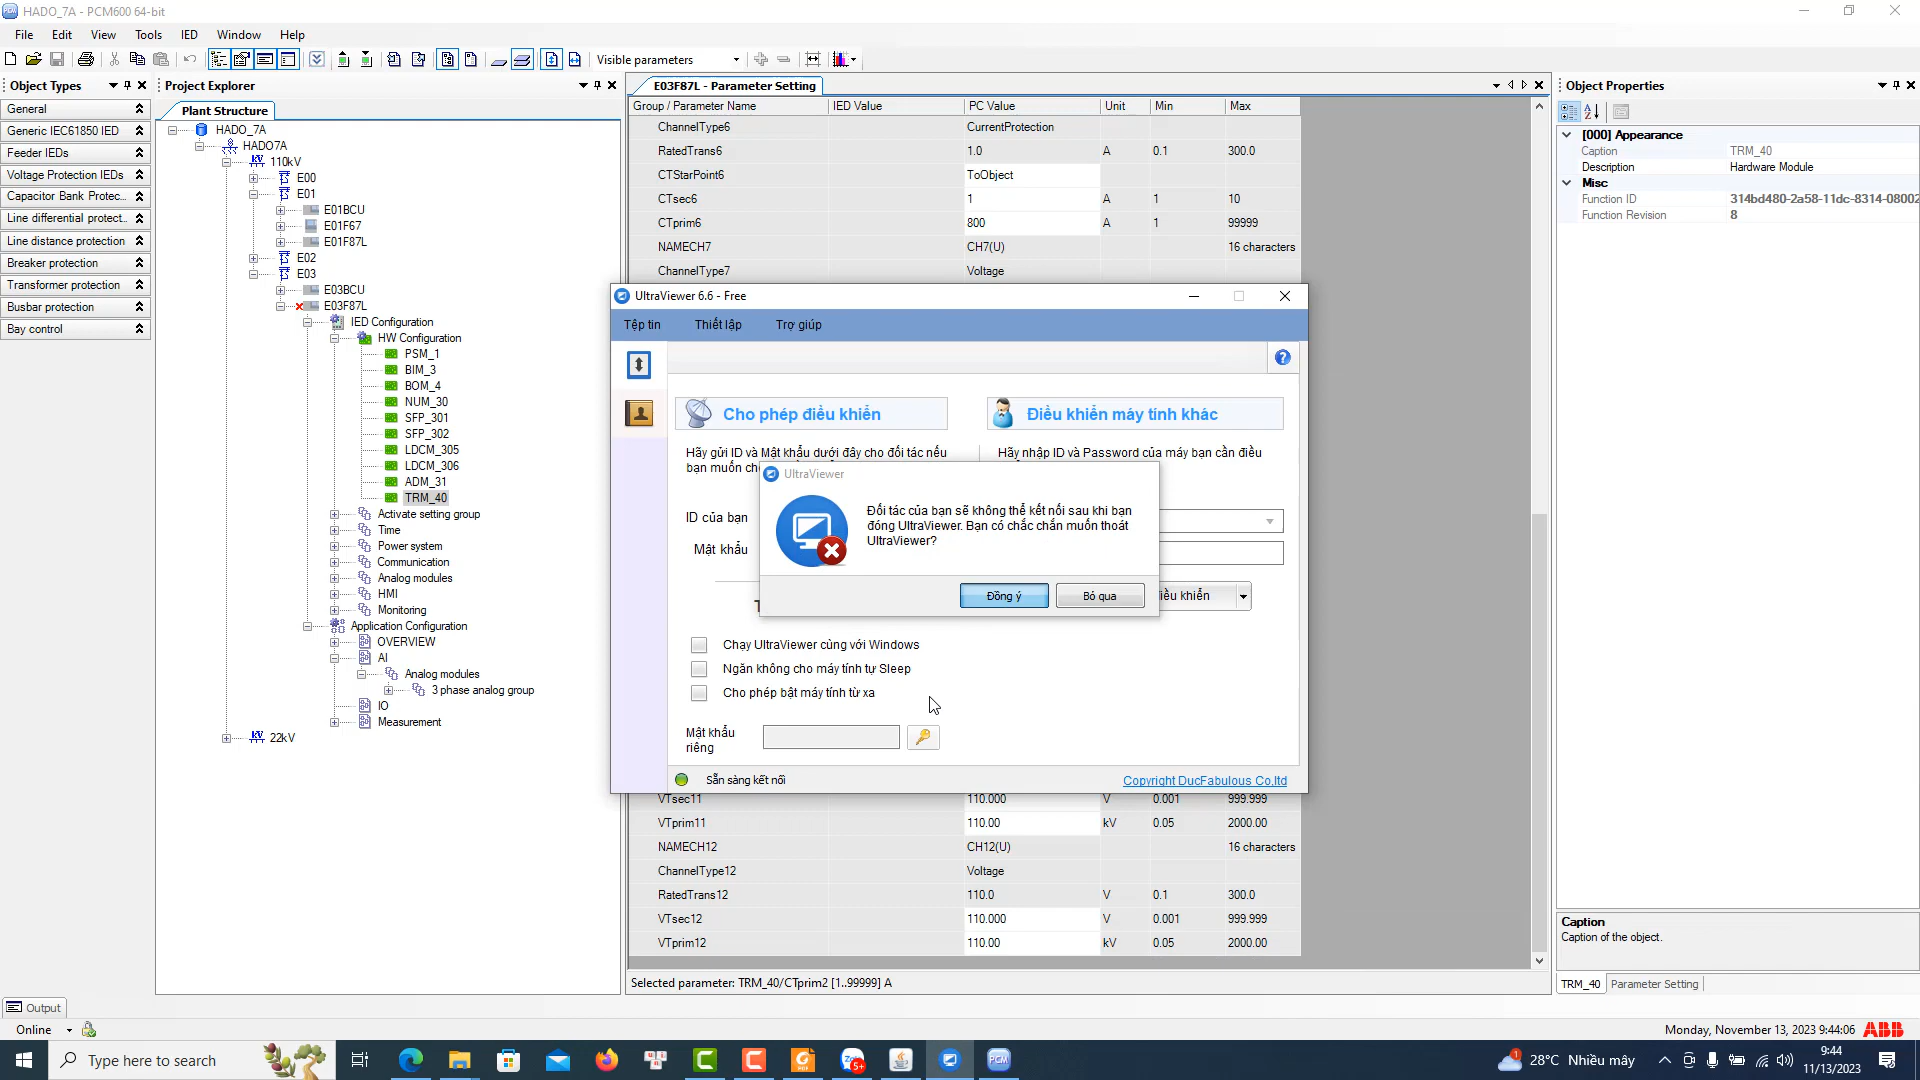 HADO_7A - PCM600 64-bit
File Edit View Tools IED Window Help
Visible parameters
Object Types
General
Generic IEC61850 IED
Feeder IEDs
Voltage Protection IEDs
Capacitor Bank Protec...
Line differential protect...
Line distance protection
Breaker protection
Transformer protection
Busbar protection
Bay control
Project Explorer
Plant Structure
HADO_7A
HADO7A
110kV
E00
E01
E01BCU
E01F67
E01F87L
E02
E03
E03BCU
E03F87L
IED Configuration
HW Configuration
PSM_1
BIM_3
BOM_4
NUM_30
SFP_301
SFP_302
LDCM_305
LDCM_306
ADM_31
TRM_40
Activate setting group
Time
Power system
Communication
Analog modules
HMI
Monitoring
Application Configuration
OVERVIEW
AI
Analog modules
3 phase analog group
IO
Measurement
22kV
E03F87L - Parameter Setting
Group / Parameter Name IED Value PC Value Unit Min Max
ChannelType6 CurrentProtection
RatedTrans6 1.0 A 0.1 300.0
CTStarPoint6 ToObject
CTsec6 1 A 1 10
CTprim6 800 A 1 99999
NAMECH7 CH7(U) 16 characters
ChannelType7 Voltage
UltraViewer 6.6 - Free
Tệp tin Thiết lập Trợ giúp
Cho phép điều khiển
Điều khiển máy tính khác
Hãy gửi ID và Mật khẩu dưới đây cho đối tác nếu
bạn muốn ch
Hãy nhập ID và Password của máy bạn cần điều
UltraViewer
Đối tác của bạn sẽ không thể kết nối sau khi bạn
đóng UltraViewer. Bạn có chắc chắn muốn thoát
UltraViewer?
Đồng ý Bỏ qua
ID của bạn
Mật khẩu
iều khiển
Chạy UltraViewer cùng với Windows
Ngăn không cho máy tính tự Sleep
Cho phép bật máy tính từ xa
Mật khẩu
riêng
Sẵn sàng kết nối
Copyright DucFabulous Co,ltd
VTsec11 110.000 V 0.001 999.999
VTprim11 110.00 kV 0.05 2000.00
NAMECH12 CH12(U) 16 characters
ChannelType12 Voltage
RatedTrans12 110.0 V 0.1 300.0
VTsec12 110.000 V 0.001 999.999
VTprim12 110.00 kV 0.05 2000.00
Selected parameter: TRM_40/CTprim2 [1..99999] A
Object Properties
[000] Appearance
Caption TRM_40
Description Hardware Module
Misc
Function ID 314bd480-2a58-11dc-8314-08002
Function Revision 8
Caption
Caption of the object.
TRM_40 Parameter Setting
Output
Online
Monday, November 13, 2023 9:44:06 ABB
Type here to search
28°C Nhiều mây
9:44
11/13/2023